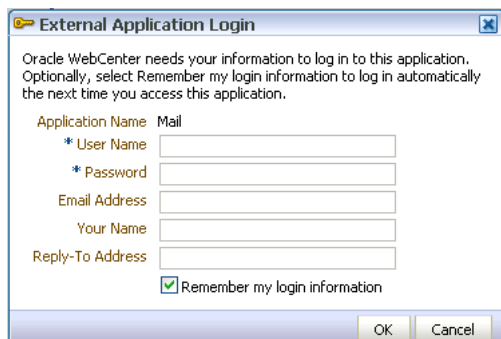 External Application Login
Oracle WebCenter needs your information to log in to this application.
Optionally, select Remember my login information to log in automatically
the next time you access this application.
Application Name Mail
* User Name
* Password
Email Address
Your Name
Reply-To Address
Remember my login information
OK Cancel